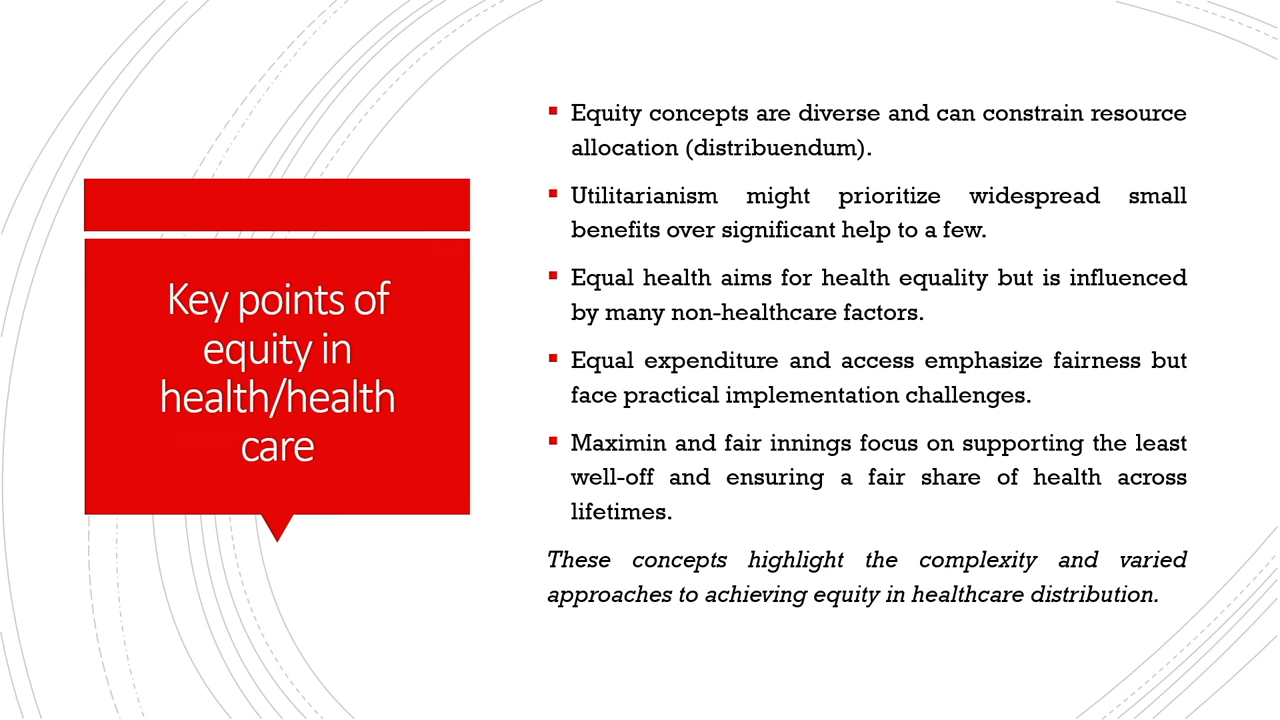 Key points of
equity in
health/health
care
Equity concepts are diverse and can constrain resource
allocation (distribuendum).
Utilitarianism might prioritize widespread small
benefits over significant help to a few.
Equal health aims for health equality but is influenced
by many non-healthcare factors.
Equal expenditure and access emphasize fairness but
face practical implementation challenges.
Maximin and fair innings focus on supporting the least
well-off and ensuring a fair share of health across
lifetimes.
These concepts highlight the complexity and varied
approaches to achieving equity in healthcare distribution.